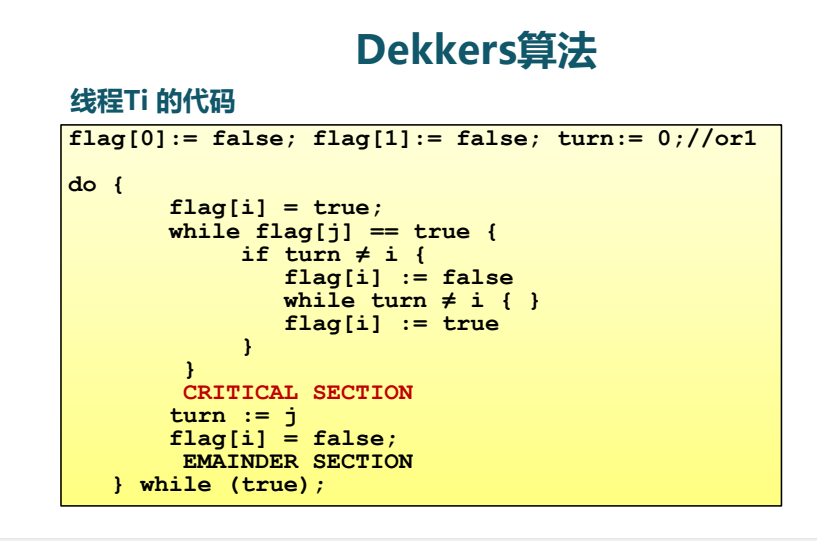 Dekkers算法
线程Ti 的代码
flag[0]:= false; flag[1]:= false; turn:= 0;//or1
do {
flag[i] = true;
while flag[j] == true {
if turn ≠ i {
flag[i] := false
while turn ≠ i { }
flag[i] := true
}
}
CRITICAL SECTION
turn := j
flag[i] = false;
EMAINDER SECTION
} while (true);